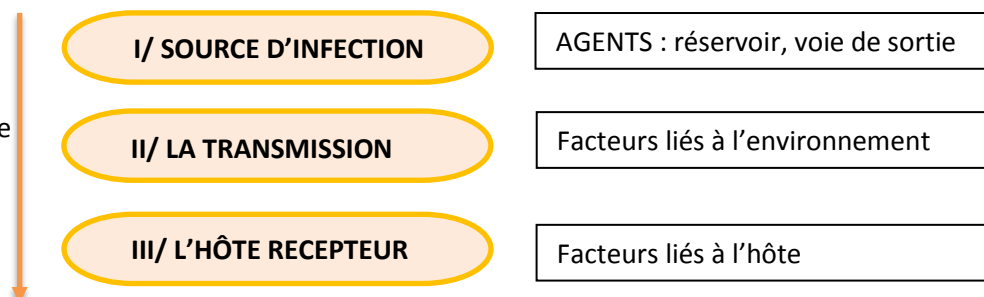 I/ SOURCE D’INFECTION
AGENTS : réservoir, voie de sortie
e
II/ LA TRANSMISSION
Facteurs liés à l’environnement
III/ L’HÔTE RECEPTEUR
Facteurs liés à l’hôte